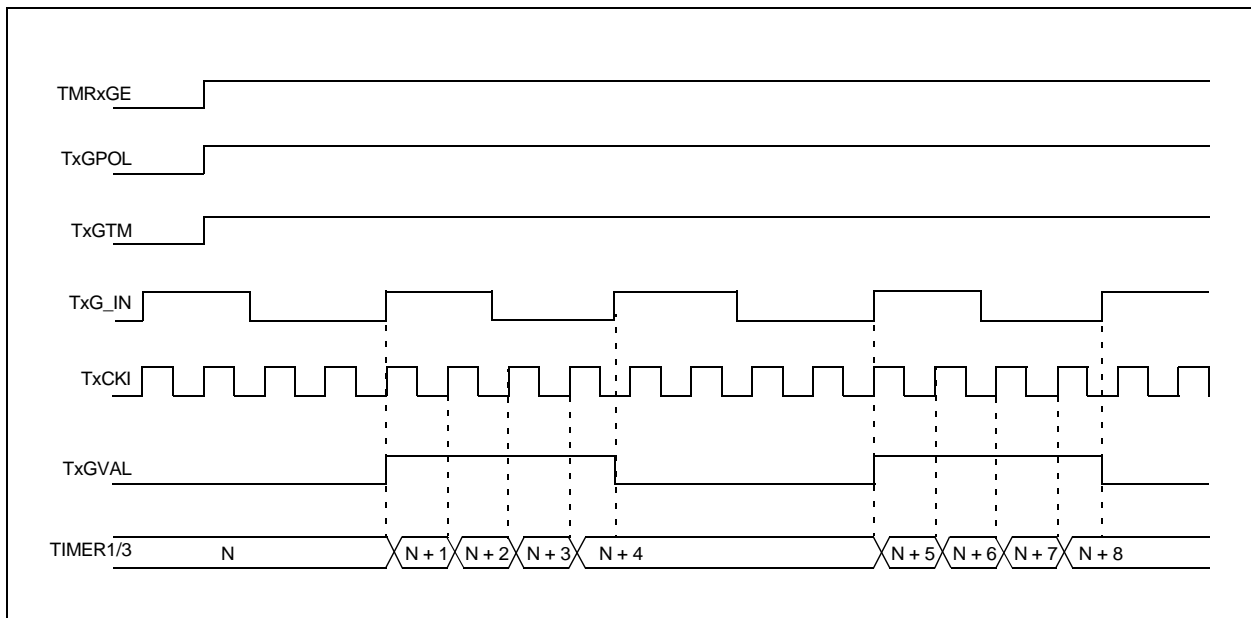 TMRxGE
TxGPOL
TxGTM
TxG_IN
TxCKI
TxGVAL
TIMER1/3 N N + 1 N + 2 N + 3 N + 4 N + 5 N + 6 N + 7 N + 8